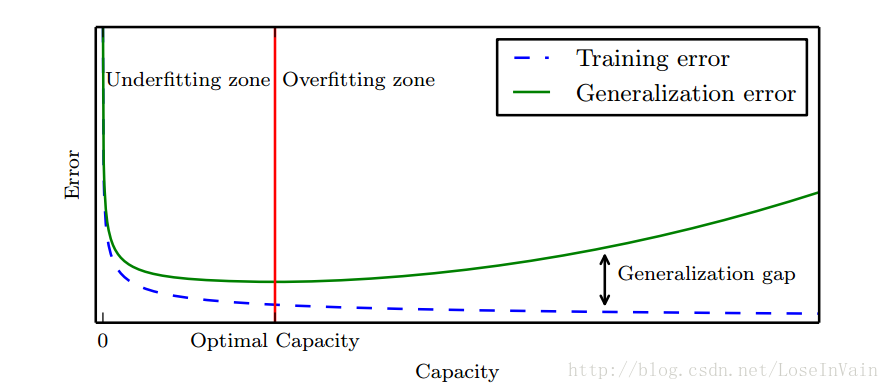 Underfitting zone Overfitting zone
Training error
Generalization error
Error
Generalization gap
0 Optimal Capacity
Capacity
http://blog.csdn.net/LoseInVain